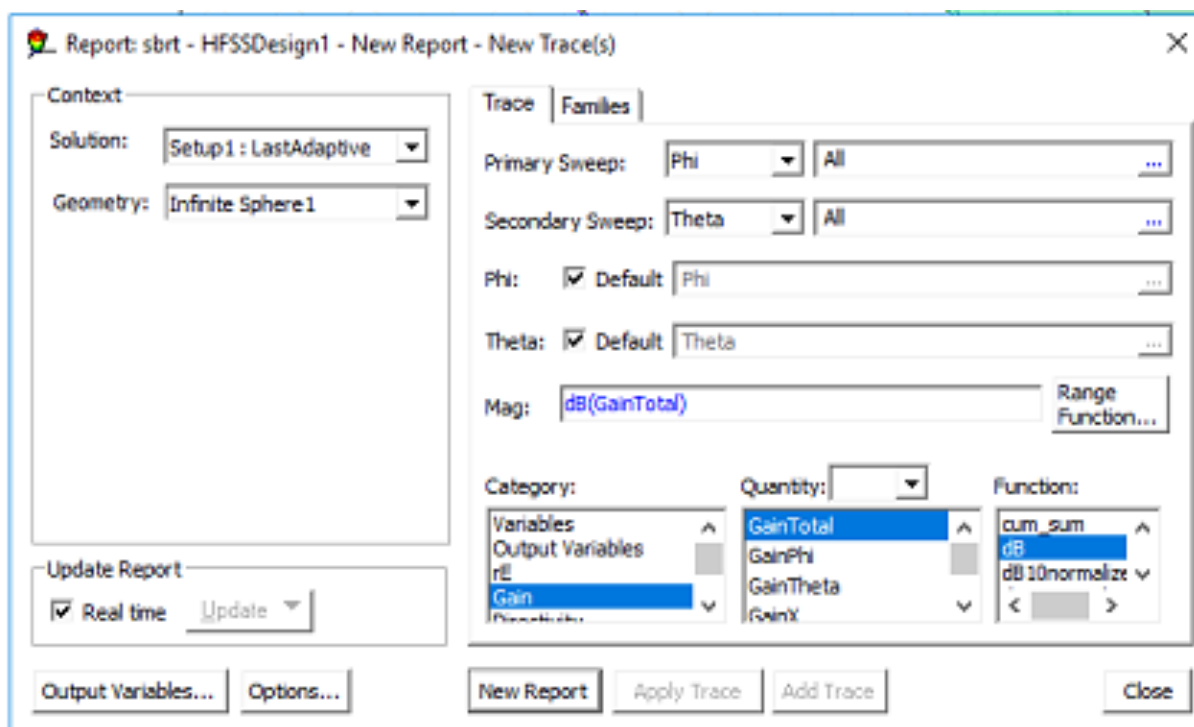 Report: sbrt - HFSSDesign1 - New Report - New Trace(s)
Context
Solution: Setup1 : LastAdaptive
Geometry: Infinite Sphere1
Update Report
Real time Update
Output Variables... Options...
Trace Families
Primary Sweep: Phi All ...
Secondary Sweep: Theta All ...
Phi: Default Phi ...
Theta: Default Theta ...
Mag: dB(GainTotal) Range Function...
Category: Quantity: Function:
Variables GainTotal cum_sum
Output Variables GainPhi dB
rE GainTheta dB10normalize
Gain GainX
Directivity
New Report Apply Trace Add Trace Close